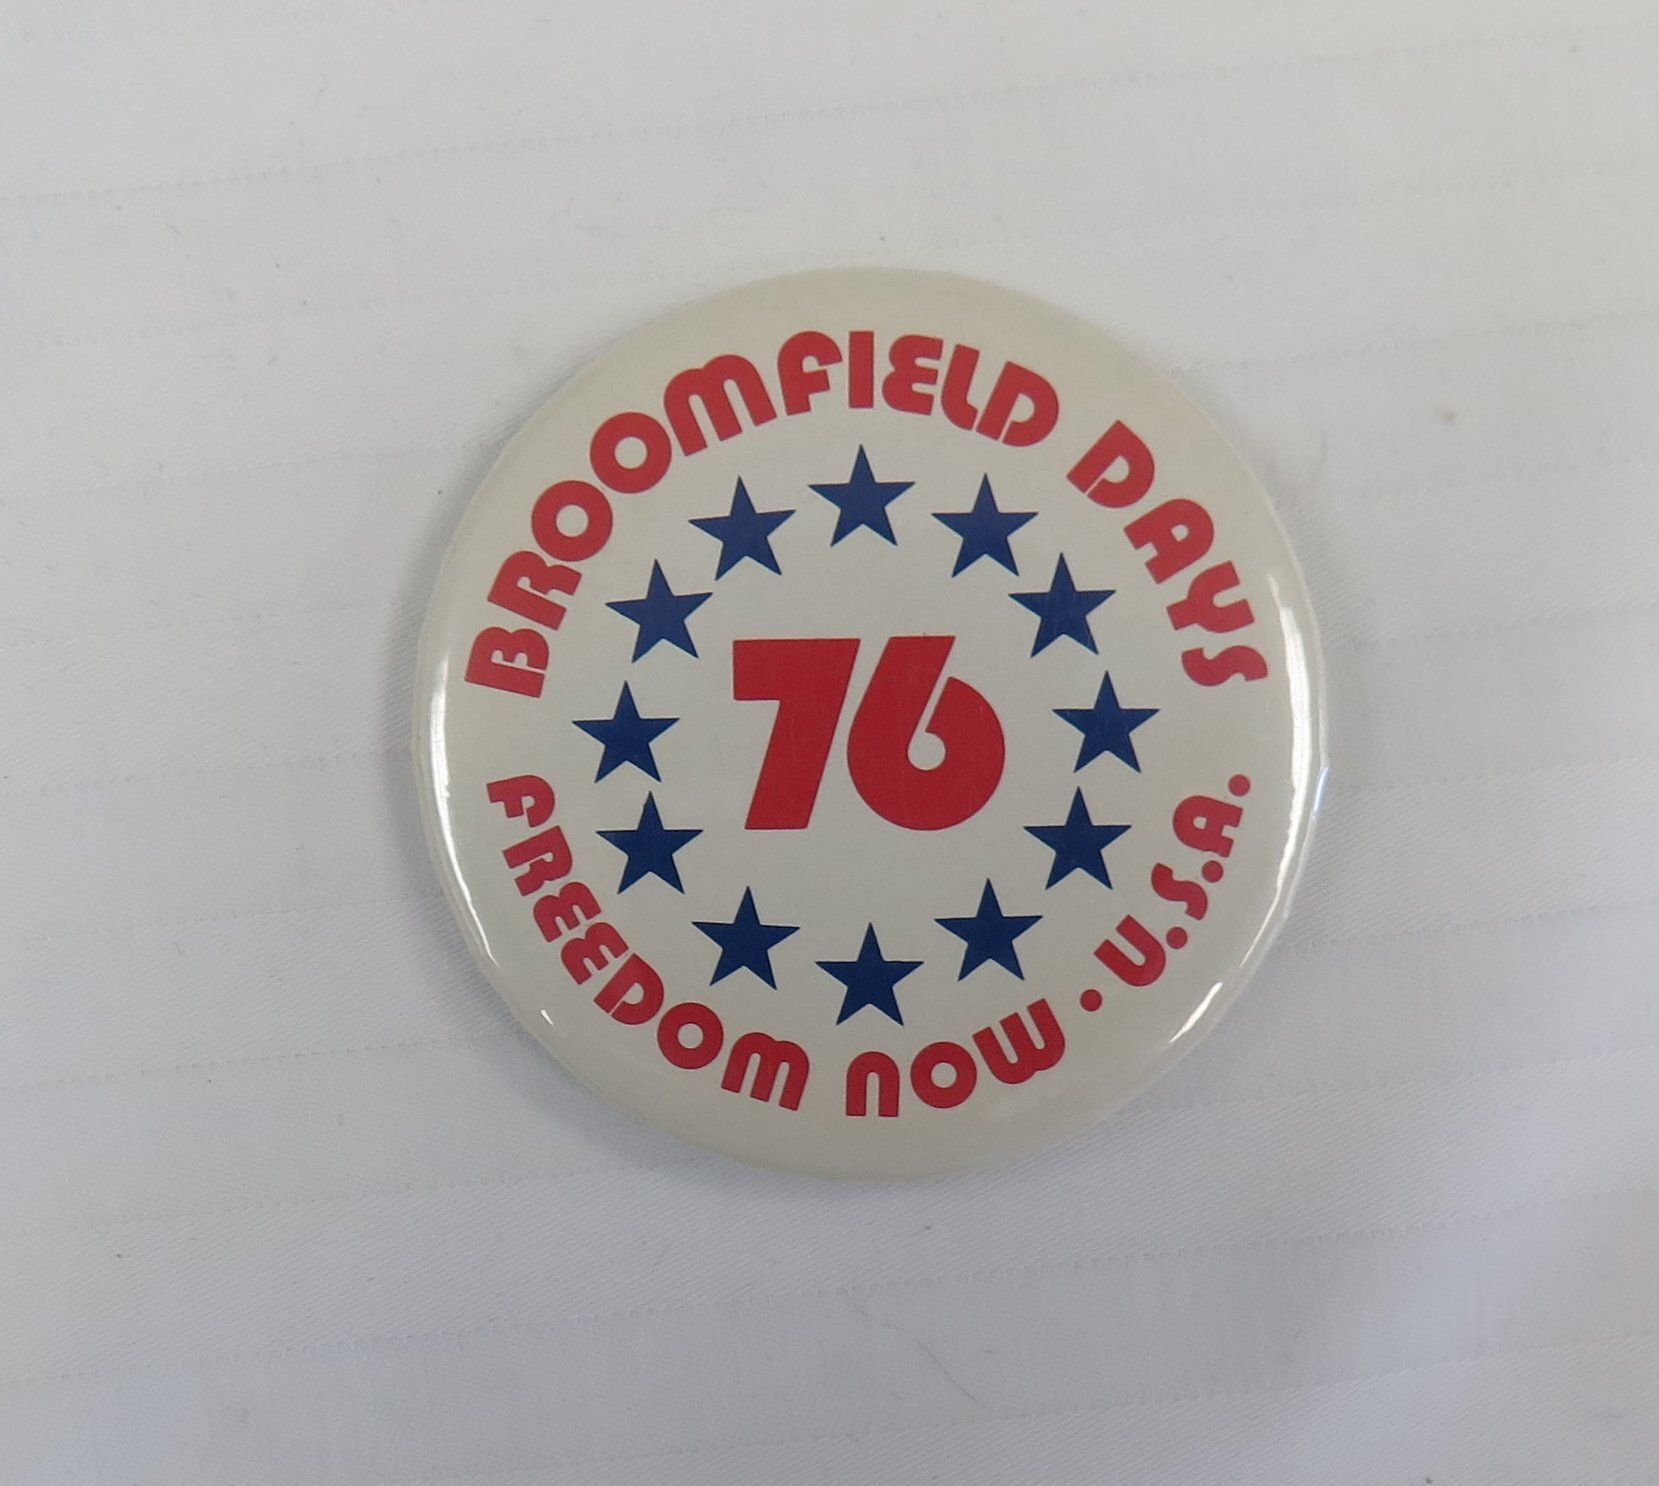 BROOMFIELD DAYS
76
FREEDOM NOW • U.S.A.